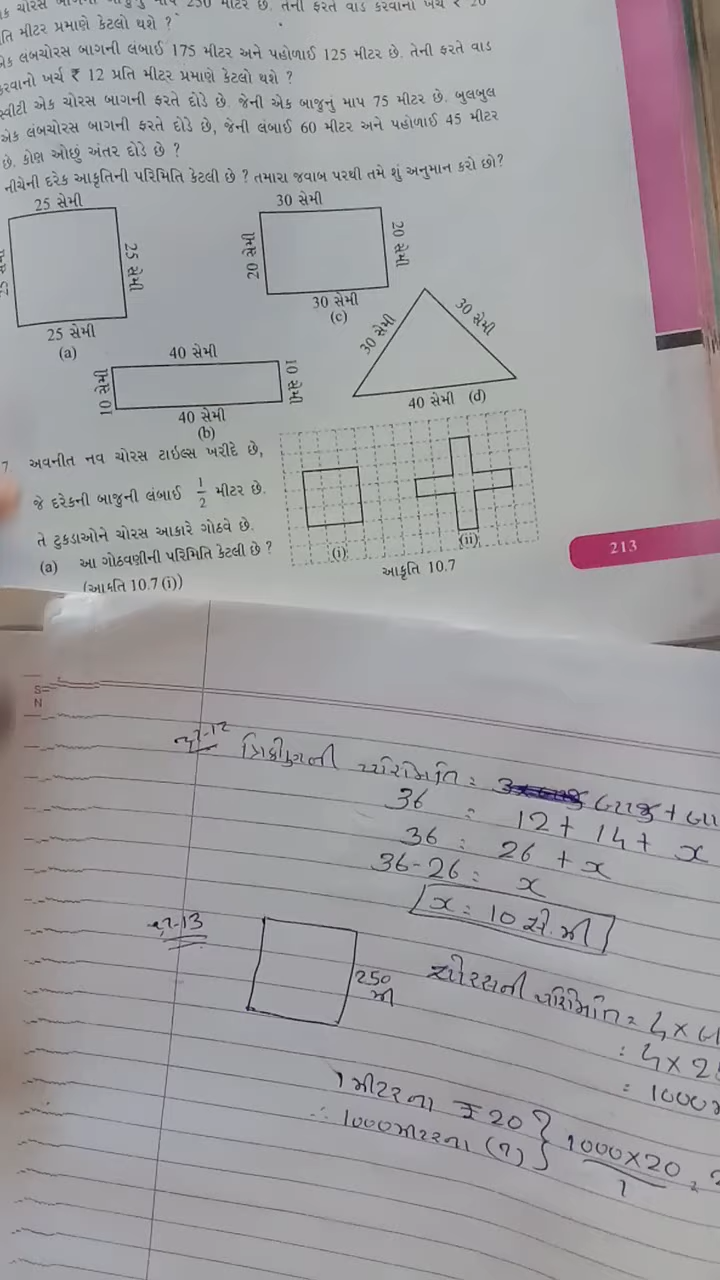 ચોરસ 250 મીટર છે. તેની ફરતે વાડ કરવાનો ખર્ચ ₹ 20
મીટર પ્રમાણે કેટલો થશે ?
લંબચોરસ બાગની લંબાઈ 175 મીટર અને પહોળાઈ 125 મીટર છે. તેની ફરતે વાડ
કરવાનો ખર્ચ ₹ 12 પ્રતિ મીટર પ્રમાણે કેટલો થશે ?
સ્વીટી એક ચોરસ બાગની ફરતે દોડે છે. જેની એક બાજુનું માપ 75 મીટર છે. બુલબુલ
એક લંબચોરસ બાગની ફરતે દોડે છે, જેની લંબાઈ 60 મીટર અને પહોળાઈ 45 મીટર
છે. કોણ ઓછું અંતર દોડે છે ?
નીચેની દરેક આકૃતિની પરિમિતિ કેટલી છે ? તમારા જવાબ પરથી તમે શું અનુમાન કરો છો?
25 સેમી
25 સેમી
25 સેમી
(a)
30 સેમી
20 સેમી
20 સેમી
30 સેમી
(c)
40 સેમી
10 સેમી
10 સેમી
40 સેમી
(b)
30 સેમી
30 સેમી
40 સેમી (d)
7. અવનીત નવ ચોરસ ટાઇલ્સ ખરીદે છે,
જે દરેકની બાજુની લંબાઈ 1/2 મીટર છે.
તે ટુકડાઓને ચોરસ આકારે ગોઠવે છે.
(a) આ ગોઠવણીની પરિમિતિ કેટલી છે ?
(આકૃતિ 10.7 (i))
(i)
(ii)
આકૃતિ 10.7
213
S=
N
પ્ર-12 ત્રિકોણની પરિમિતિ = બાજુ + બા
36 = 12 + 14 + x
36 = 26 + x
36-26 = x
x = 10 સે.મી
પ્ર-13
250
મી
ચોરસની પરિમિતિ = 4 ×
= 4 × 2
= 1000
1 મીટરના ₹ 20
∴ 1000 મીટરના (?) } 1000×20/1 =